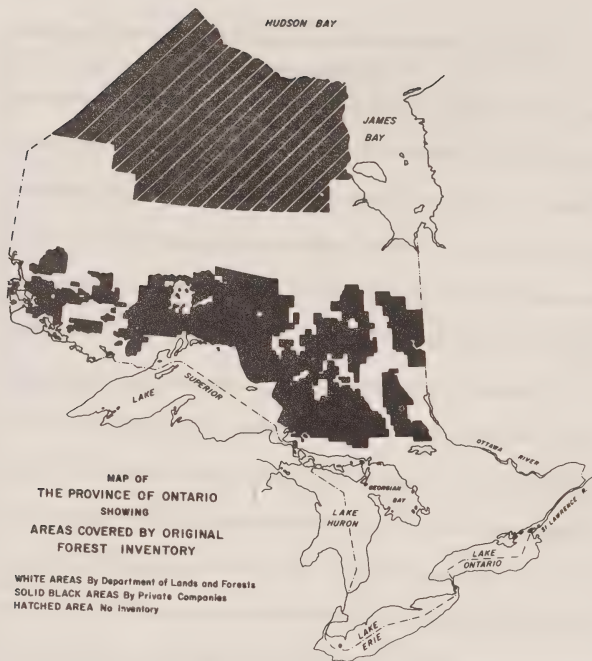 HUDSON BAY
JAMES
BAY
LAKE
SUPERIOR
OTTAWA RIVER
GEORGIAN
BAY
LAKE
HURON
ST LAWRENCE R.
LAKE
ONTARIO
LAKE
ERIE
MAP OF
THE PROVINCE OF ONTARIO
SHOWING
AREAS COVERED BY ORIGINAL
FOREST INVENTORY
WHITE AREAS By Department of Lands and Forests
SOLID BLACK AREAS By Private Companies
HATCHED AREA No Inventory